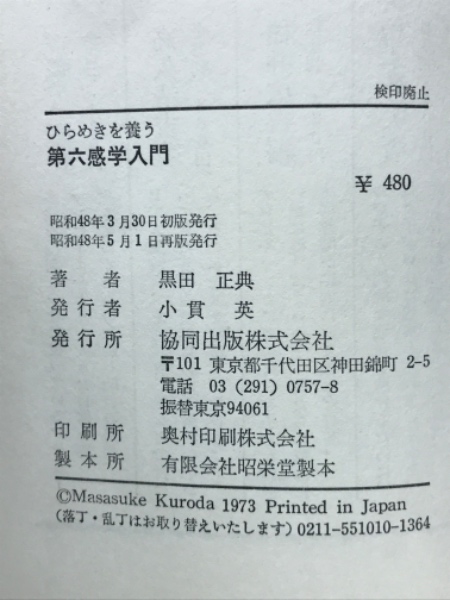 検印廃止
ひらめきを養う
第六感学入門
¥ 480
昭和48年3月30日初版発行
昭和48年5月1日再版発行
著者 黒田 正典
発行者 小貫 英
発行所 協同出版株式会社
〒101 東京都千代田区神田錦町 2-5
電話 03 (291) 0757-8
振替東京94061
印刷所 奥村印刷株式会社
製本所 有限会社昭栄堂製本
©Masasuke Kuroda 1973 Printed in Japan
(落丁・乱丁はお取り替えいたします) 0211-551010-1364